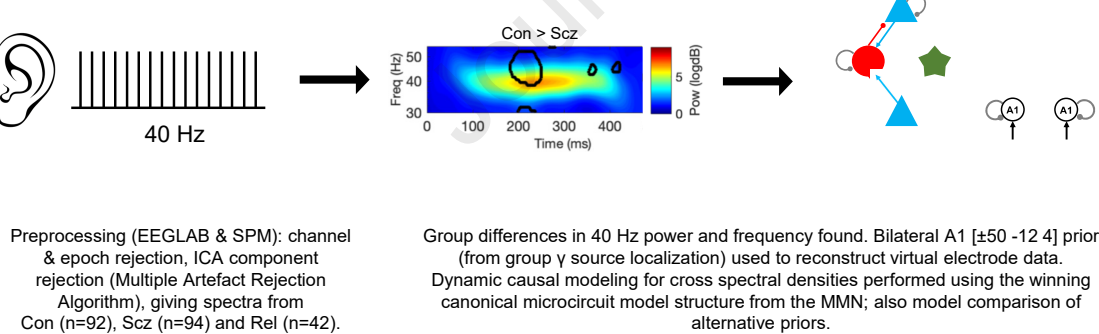 Con > Scz
Freq (Hz)
50
40
30
0
100
200
300
400
Time (ms)
5
0
Pow (logdB)
40 Hz
A1
A1
Preprocessing (EEGLAB & SPM): channel
& epoch rejection, ICA component
rejection (Multiple Artefact Rejection
Algorithm), giving spectra from
Con (n=92), Scz (n=94) and Rel (n=42).
Group differences in 40 Hz power and frequency found. Bilateral A1 [±50 -12 4] prior
(from group γ source localization) used to reconstruct virtual electrode data.
Dynamic causal modeling for cross spectral densities performed using the winning
canonical microcircuit model structure from the MMN; also model comparison of
alternative priors.